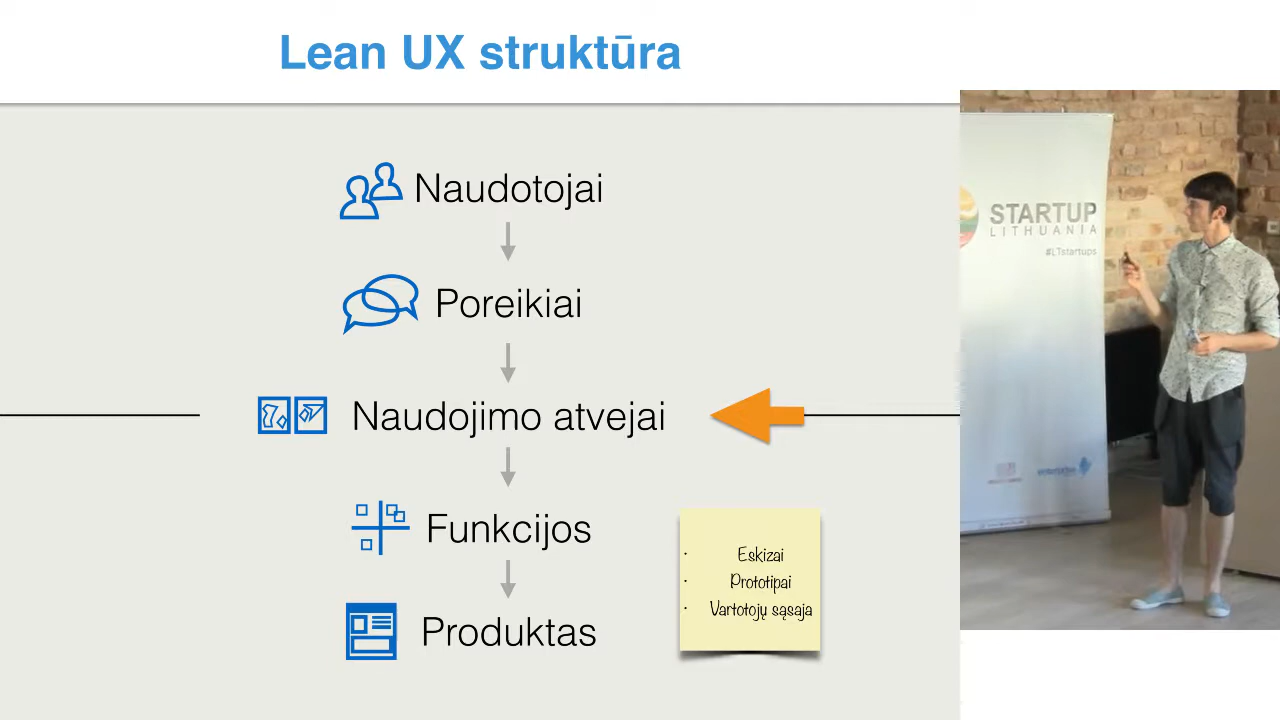 Lean UX struktūra
Naudotojai
Poreikiai
Naudojimo atvejai
Funkcijos
Produktas
· Eskizai
· Prototipai
· Vartotojų sąsaja
STARTUP
LITHUANIA
#LTstartups